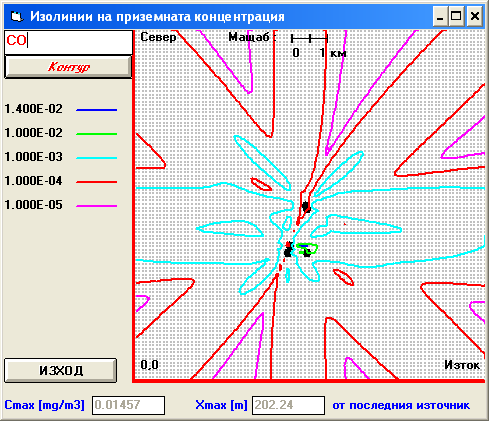 Изолинии на приземната концентрация
CO
Контур
Север
Мащаб :
0 1 км
1.400E-02
1.000E-02
1.000E-03
1.000E-04
1.000E-05
0,0
Изток
ИЗХОД
Cmax [mg/m3] 0.01457 Xmax [m] 202.24 от последния източник